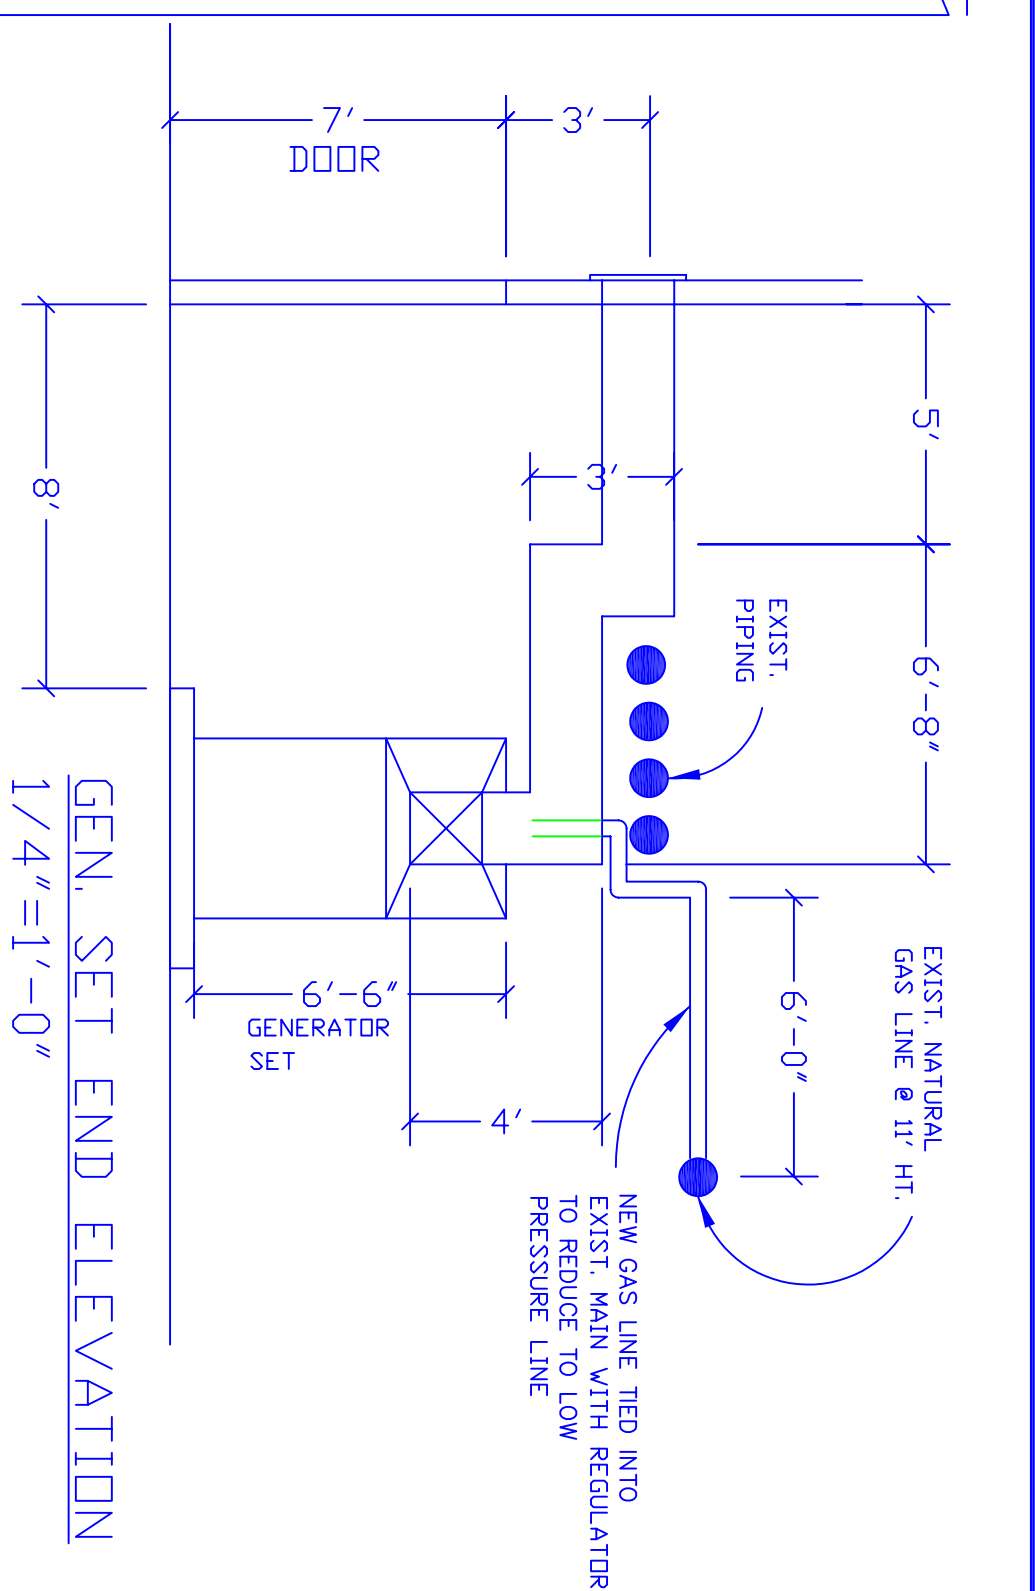 7'
DOOR
3'
5'
6'-8"
3'
EXIST.
PIPING
8'
6'-0"
EXIST. NATURAL
GAS LINE @ 11' HT.
6'-6"
GENERATOR
SET
4'
NEW GAS LINE TIED INTO
EXIST. MAIN WITH REGULATOR
TO REDUCE TO LOW
PRESSURE LINE
GEN. SET END ELEVATION
1/4"=1'-0"